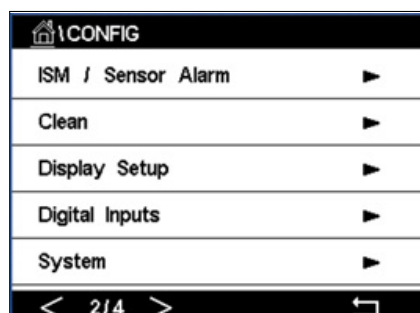 \CONFIG
ISM / Sensor Alarm
Clean
Display Setup
Digital Inputs
System
< 2/4 >